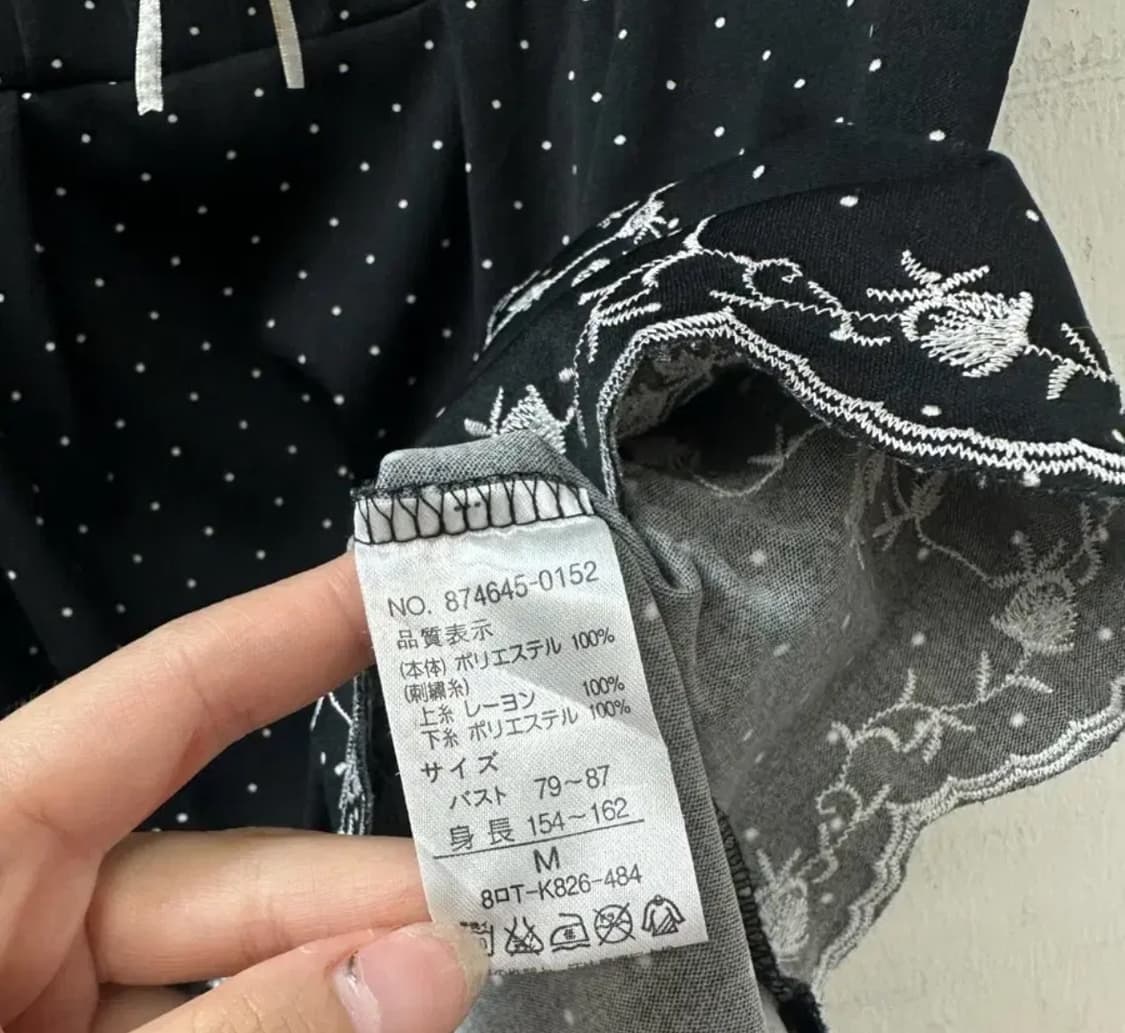 NO. 874645-0152
品質表示
(本体) ポリエステル 100%
(刺繡糸)
上糸 レーヨン 100%
下糸 ポリエステル 100%
サイズ
バスト 79~87
身長 154~162
M
8ロT-K826-484